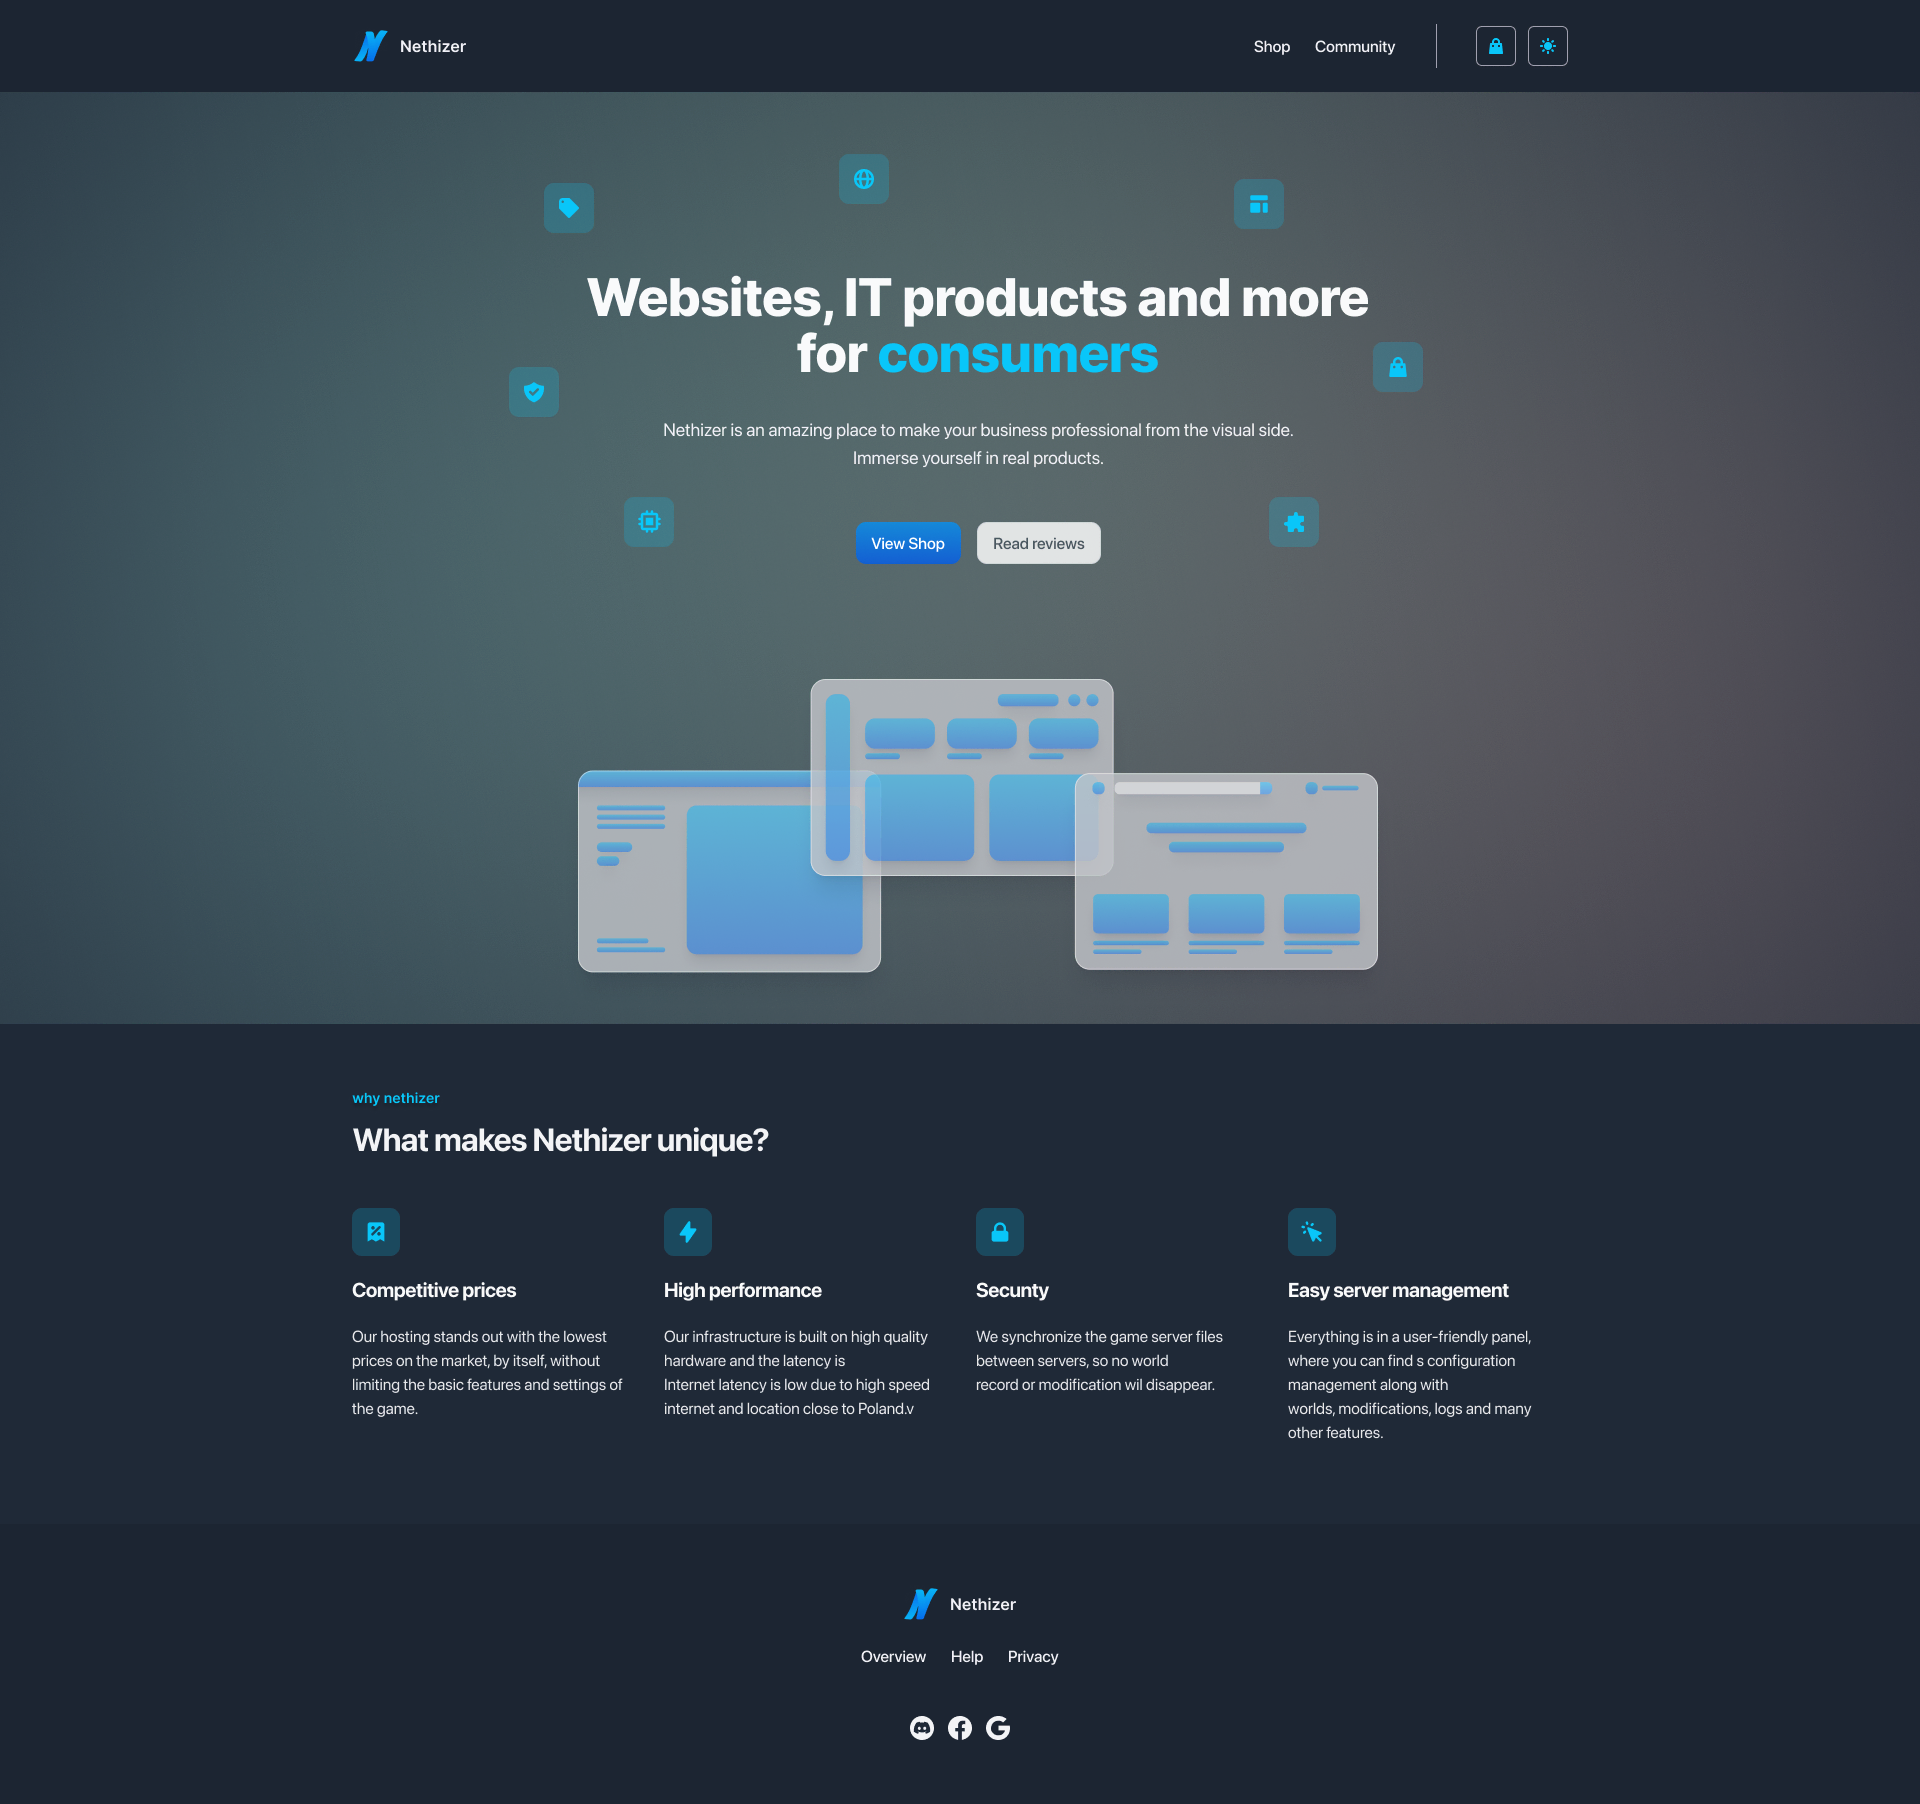 Nethizer
Shop
Community
Websites, IT products and more
for consumers
Nethizer is an amazing place to make your business professional from the visual side.
Immerse yourself in real products.
View Shop
Read reviews
why nethizer
What makes Nethizer unique?
Competitive prices
Our hosting stands out with the lowest
prices on the market, by itself, without
limiting the basic features and settings of
the game.
High performance
Our infrastructure is built on high quality
hardware and the latency is
Internet latency is low due to high speed
internet and location close to Poland.v
Secunty
We synchronize the game server files
between servers, so no world
record or modification wil disappear.
Easy server management
Everything is in a user-friendly panel,
where you can find s configuration
management along with
worlds, modifications, logs and many
other features.
Nethizer
Overview
Help
Privacy